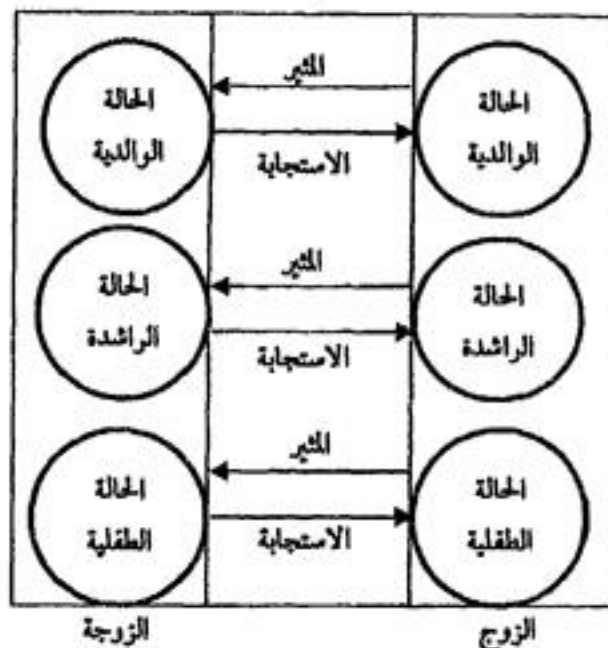 المثير
الحالة
الوالدية
الحالة
الوالدية
الاستجابة
المثير
الحالة
الراشدة
الحالة
الراشدة
الاستجابة
المثير
الحالة
الطفلية
الحالة
الطفلية
الاستجابة
الزوج
الزوجة